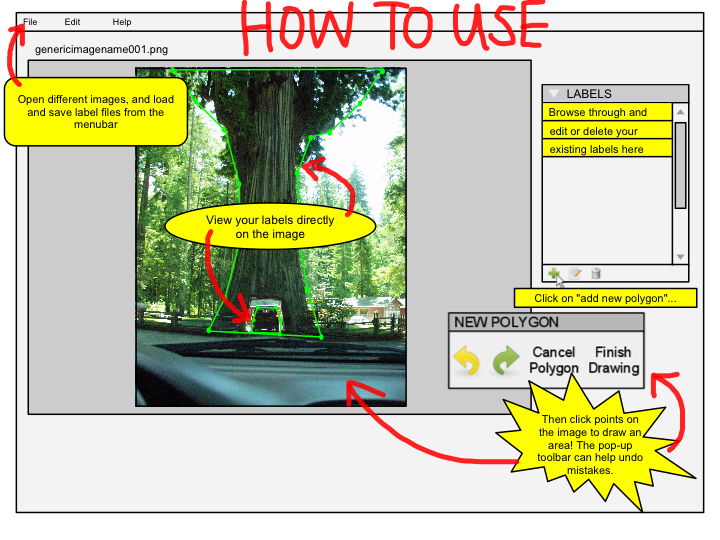 HOW TO USE
File Edit Help
genericimagename001.png
Open different images, and load
and save label files from the
menubar
LABELS
Browse through and
edit or delete your
existing labels here
View your labels directly
on the image
Click on "add new polygon"...
NEW POLYGON
Cancel
Polygon
Finish
Drawing
Then click points on
the image to draw an
area! The pop-up
toolbar can help undo
mistakes.